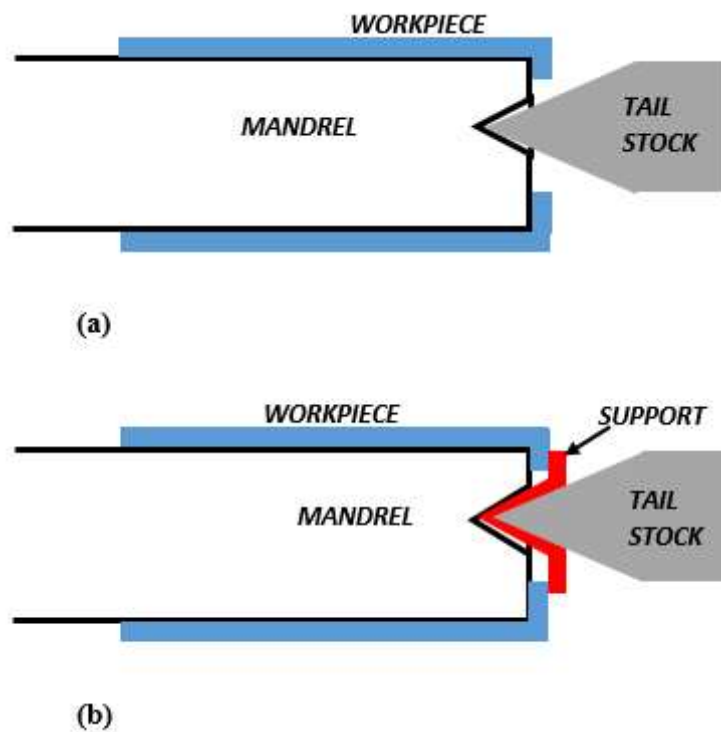 WORKPIECE
MANDREL
TAIL
STOCK
(a)
WORKPIECE
SUPPORT
MANDREL
TAIL
STOCK
(b)